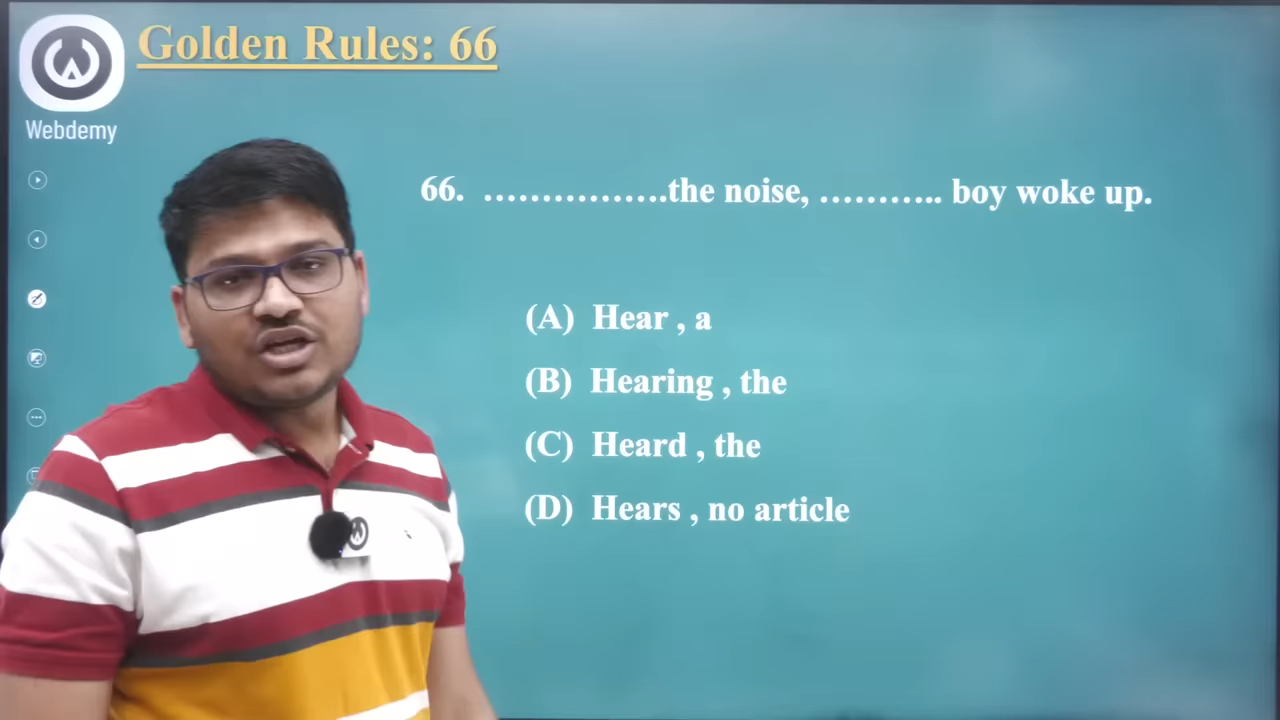 Golden Rules: 66
Webdemy
66. …………….the noise, ……….. boy woke up.
(A) Hear , a
(B) Hearing , the
(C) Heard , the
(D) Hears , no article